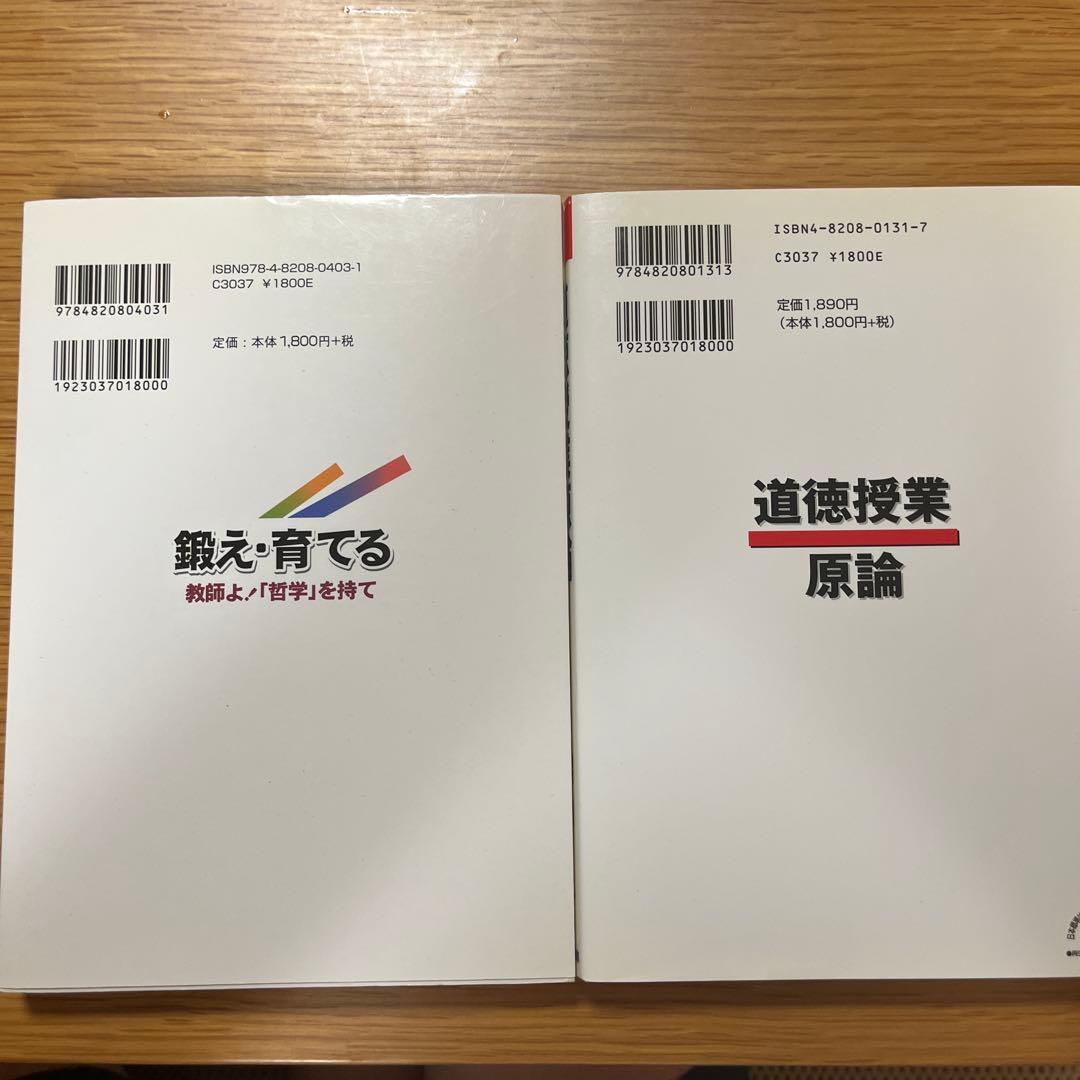 ISBN978-4-8208-0403-1
C3037 ¥1800E
9784820804031
定価：本体1,800円+税
1923037018000
鍛え・育てる
教師よ！「哲学」を持て
ISBN4-8208-0131-7
C3037 ¥1800E
9784820801313
定価1,890円
（本体1,800円+税）
1923037018000
道徳授業
原論